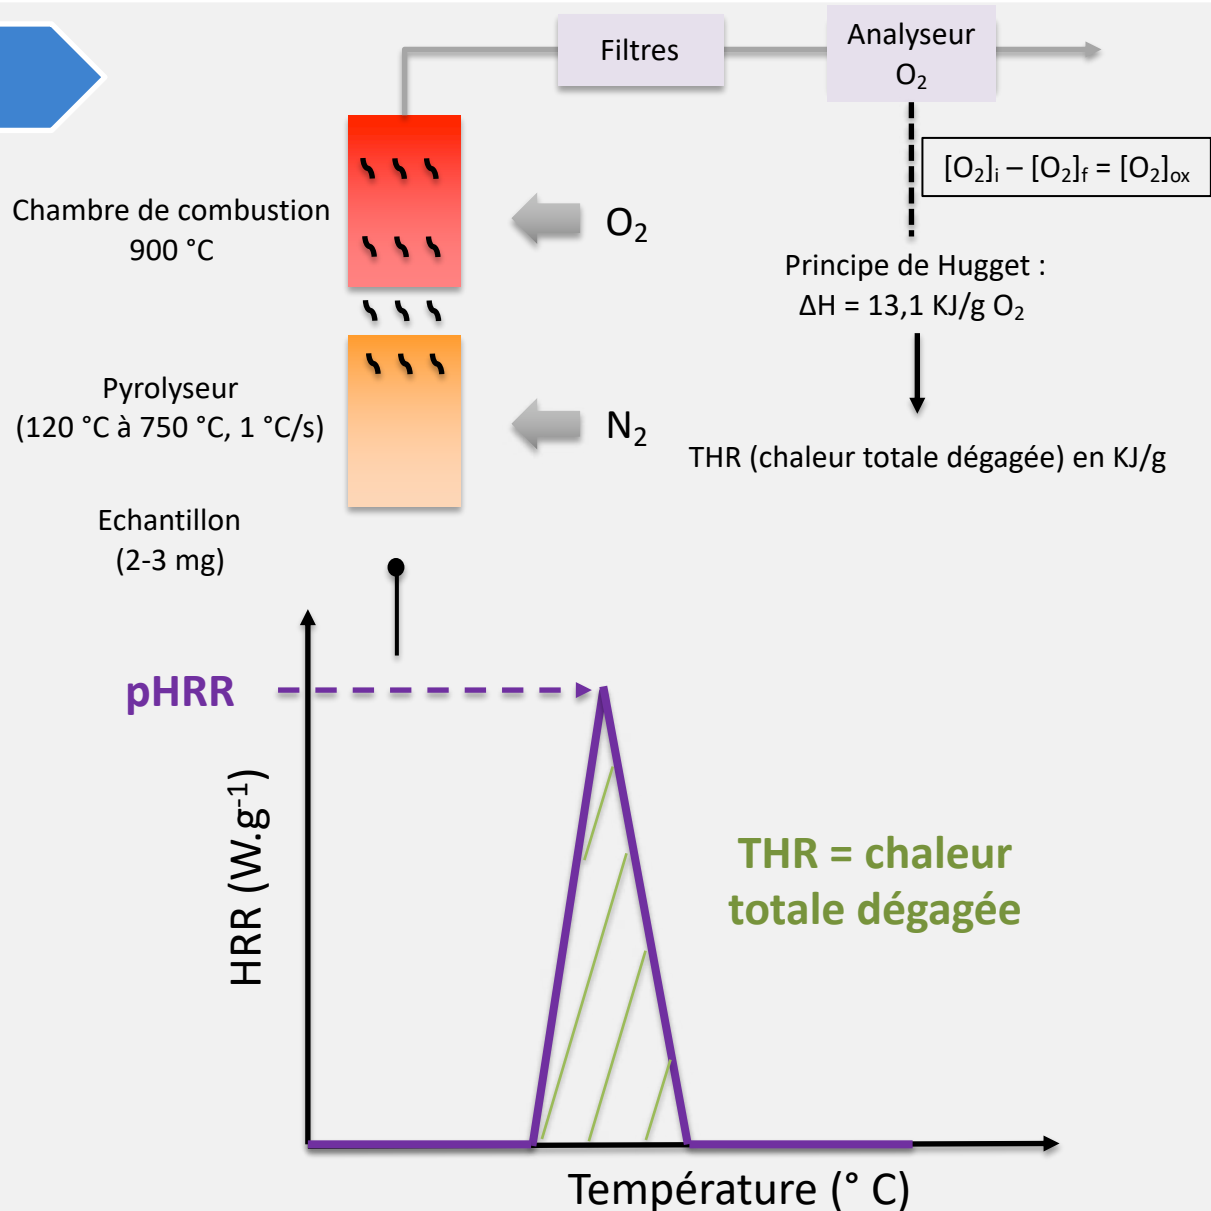 Filtres
Analyseur
O₂
[O₂]ᵢ – [O₂]f = [O₂]ox
Chambre de combustion
900 °C
O₂
Principe de Hugget :
ΔH = 13,1 KJ/g O₂
Pyrolyseur
(120 °C à 750 °C, 1 °C/s)
N₂
THR (chaleur totale dégagée) en KJ/g
Echantillon
(2-3 mg)
pHRR
HRR (W.g⁻¹)
THR = chaleur
totale dégagée
Température (° C)